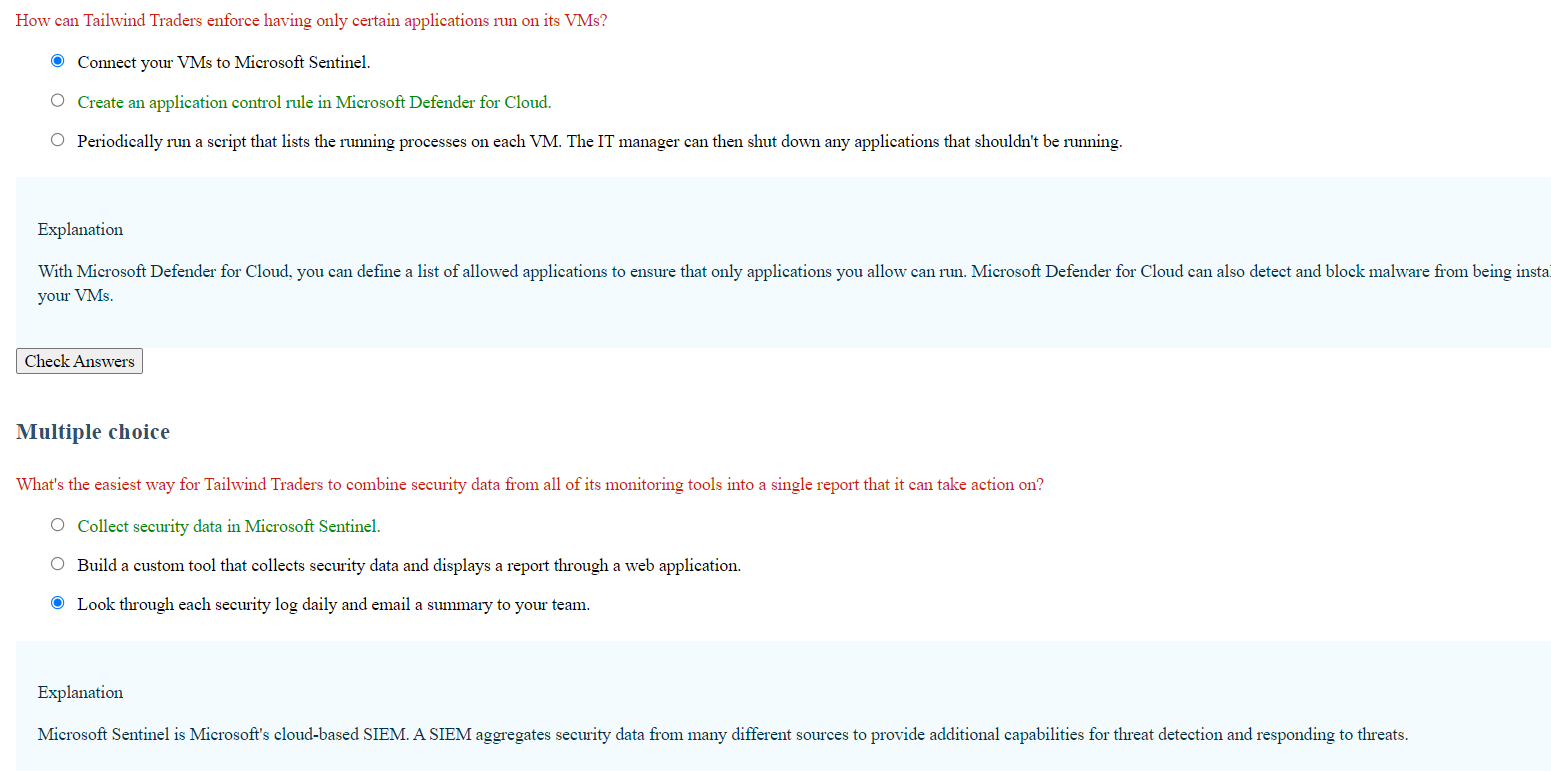 How can Tailwind Traders enforce having only certain applications run on its VMs?
Connect your VMs to Microsoft Sentinel.
Create an application control rule in Microsoft Defender for Cloud.
Periodically run a script that lists the running processes on each VM. The IT manager can then shut down any applications that shouldn't be running.
Explanation
With Microsoft Defender for Cloud, you can define a list of allowed applications to ensure that only applications you allow can run. Microsoft Defender for Cloud can also detect and block malware from being
your VMs.
Check Answers
Multiple choice
What's the easiest way for Tailwind Traders to combine security data from all of its monitoring tools into a single report that it can take action on?
Collect security data in Microsoft Sentinel.
Build a custom tool that collects security data and displays a report through a web application.
Look through each security log daily and email a summary to your team.
Explanation
Microsoft Sentinel is Microsoft's cloud-based SIEM. A SIEM aggregates security data from many different sources to provide additional capabilities for threat detection and responding to threats.